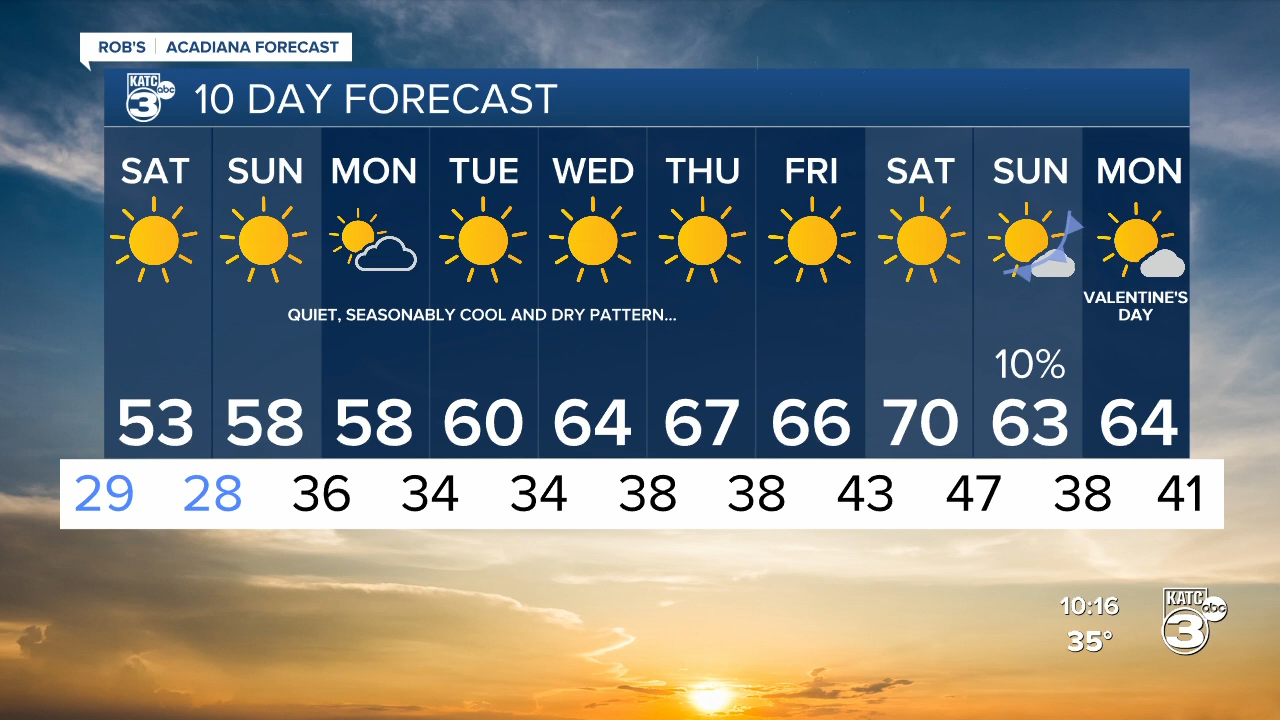 ROB'S | ACADIANA FORECAST
KATC abc 3
10 DAY FORECAST
SAT SUN MON TUE WED THU FRI SAT SUN MON
VALENTINE'S
DAY
QUIET, SEASONABLY COOL AND DRY PATTERN...
10%
53 58 58 60 64 67 66 70 63 64
29 28 36 34 34 38 38 43 47 38 41
10:16
35°
KATC abc 3